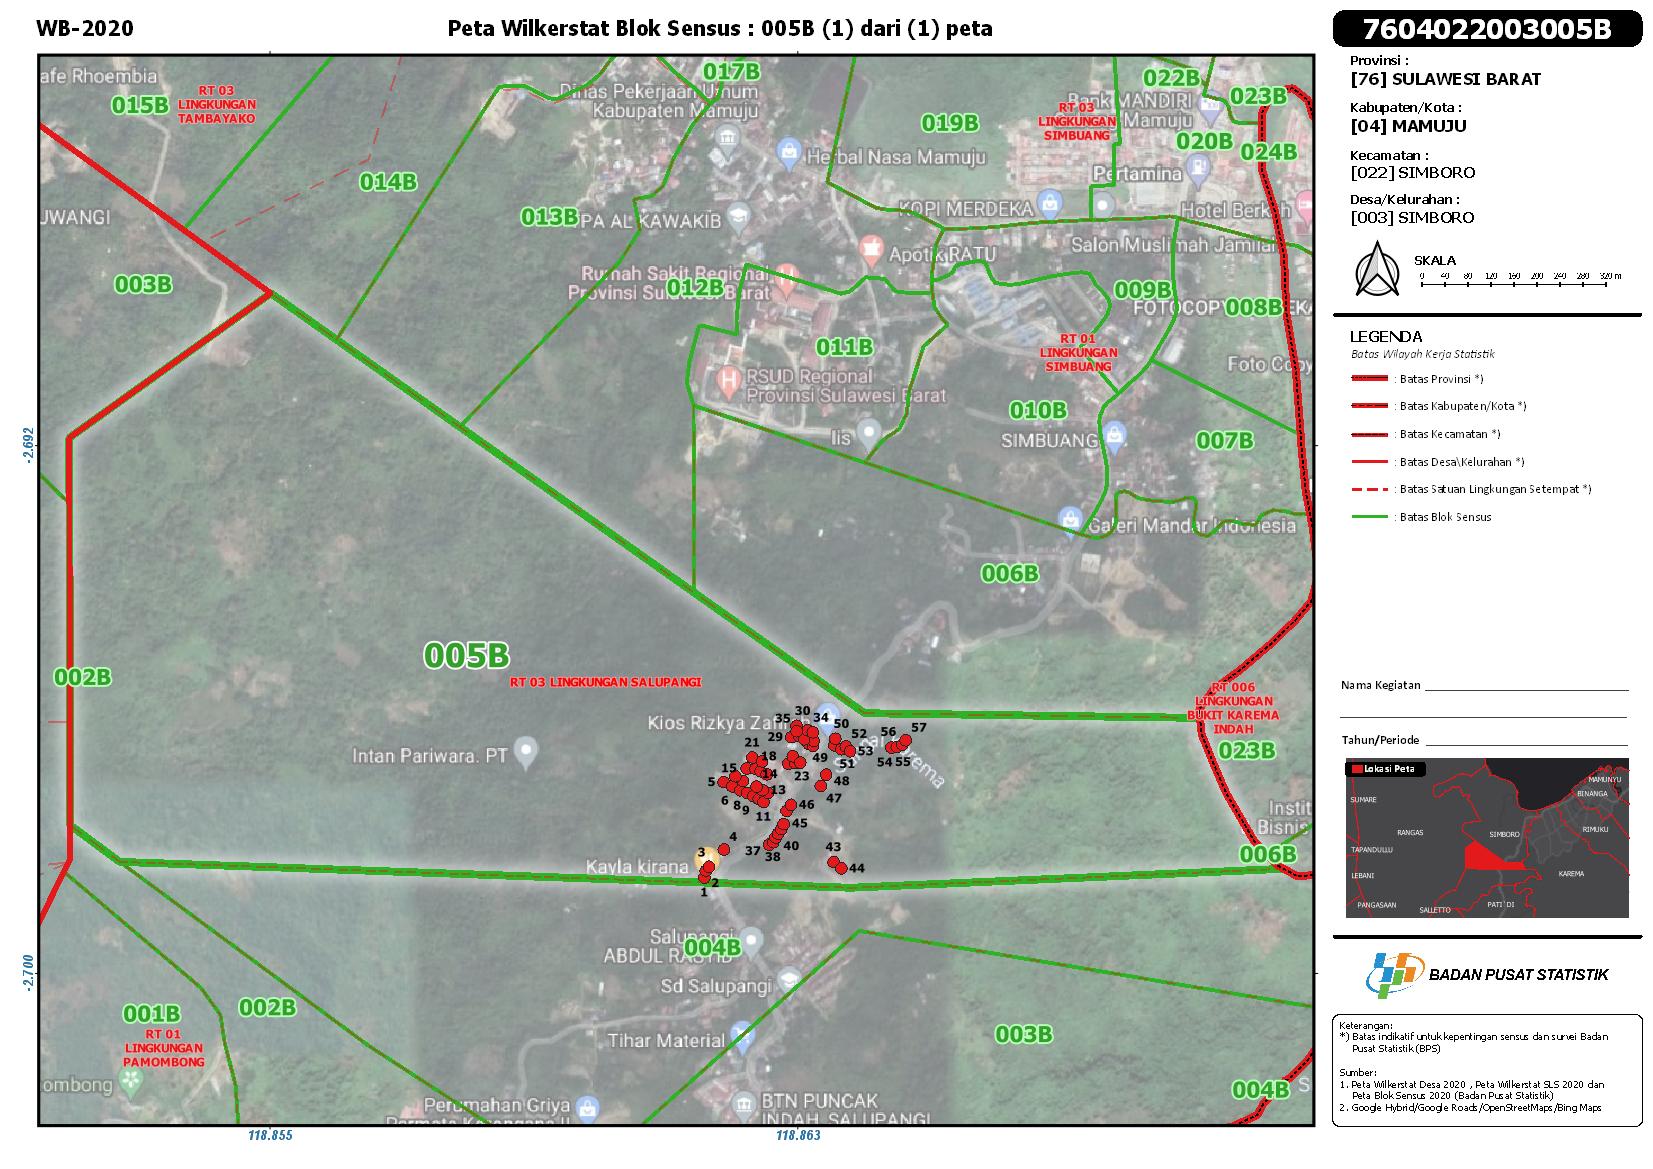 WB-2020
Peta Wilkerstat Blok Sensus : 005B (1) dari (1) peta
7604022003005B
Provinsi :
[76] SULAWESI BARAT
Kabupaten/Kota :
[04] MAMUJU
Kecamatan :
[022] SIMBORO
Desa/Kelurahan :
[003] SIMBORO
SKALA
0 40 80 120 160 200 240 280 320 m
LEGENDA
Batas Wilayah Kerja Statistik
: Batas Provinsi *)
: Batas Kabupaten/Kota *)
: Batas Kecamatan *)
: Batas Desa\Kelurahan *)
: Batas Satuan Lingkungan Setempat *)
: Batas Blok Sensus
Nama Kegiatan
Tahun/Periode
Lokasi Peta
MAMUNYU
BINANGA
SUMARE
RANGAS
SIMBORO
RIMUKU
TAPANDULLU
LEBANI
KAREMA
PANGASAAN
SALLETTO
PATI' DI
BADAN PUSAT STATISTIK
Keterangan:
*) Batas indikatif untuk kepentingan sensus dan survei Badan
Pusat Statistik (BPS)
Sumber:
1. Peta Wilkerstat Desa 2020 , Peta Wilkerstat SLS 2020 dan
Peta Blok Sensus 2020 (Badan Pusat Statistik)
2. Google Hybrid/Google Roads/OpenStreetMaps/Bing Maps
afe Rhoembia
015B
RT 03
LINGKUNGAN
TAMBAYAKO
017B
Dinas Pekerjaan Umum
Kabupaten Mamuju
022B
023B
Bank MANDIRI
Mamuju
RT 03
LINGKUNGAN
SIMBUANG
019B
020B
024B
Herbal Nasa Mamuju
Pertamina
014B
013B
PA AL KAWAKIB
KOPI MERDEKA
Hotel Berkah
UWANGI
Apotik RATU
Salon Muslimah Jamilah
003B
Rumah Sakit Regional
Provinsi Sulawesi Barat
012B
009B
FOTOCOPY
008B
EKA
011B
RT 01
LINGKUNGAN
SIMBUANG
Foto Copy
RSUD Regional
Provinsi Sulawesi Barat
010B
Iis
SIMBUANG
007B
-2.692
Galeri Mandar Indonesia
006B
005B
RT 03 LINGKUNGAN SALUPANGI
002B
RT 006
LINGKUNGAN
BUKIT KAREMA
INDAH
023B
Kios Rizkya Zah
Intan Pariwara. PT
30
35
34
50
57
29
52
56
53
21
18
49
51
54
55
15
14
23
48
5
13
47
6
8
9
11
46
45
4
3
37
38
40
43
44
2
1
Kayla kirana
Instit
Bisnis
006B
Salupangi
ABDUL RASYID
004B
Sd Salupangi
-2.700
001B
RT 01
LINGKUNGAN
PAMOMBONG
002B
Tihar Material
003B
ombong
004B
S
Perumahan Griya
Permata Karangana II
BTN PUNCAK
INDAH SALUPANGI
118.855
118.863